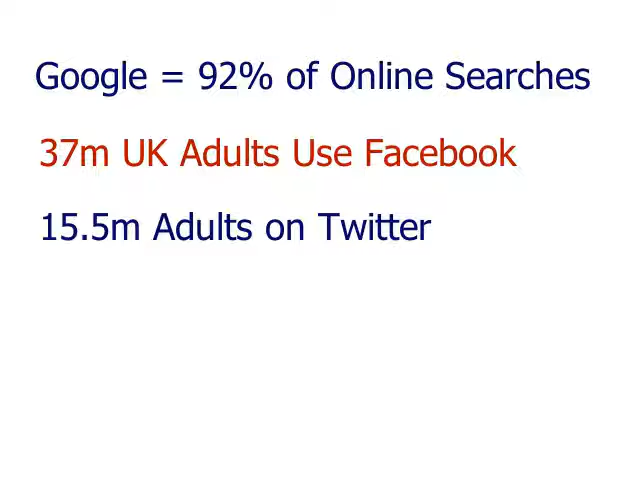 Google = 92% of Online Searches
37m UK Adults Use Facebook
15.5m Adults on Twitter